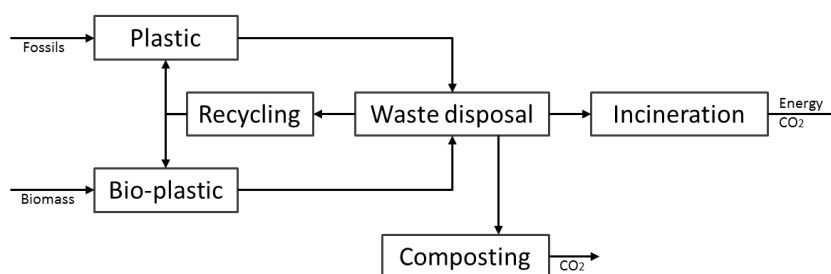 Plastic
Fossils
Energy
Recycling
Waste disposal
Incineration
CO2
Bio-plastic
Biomass
Composting
CO2